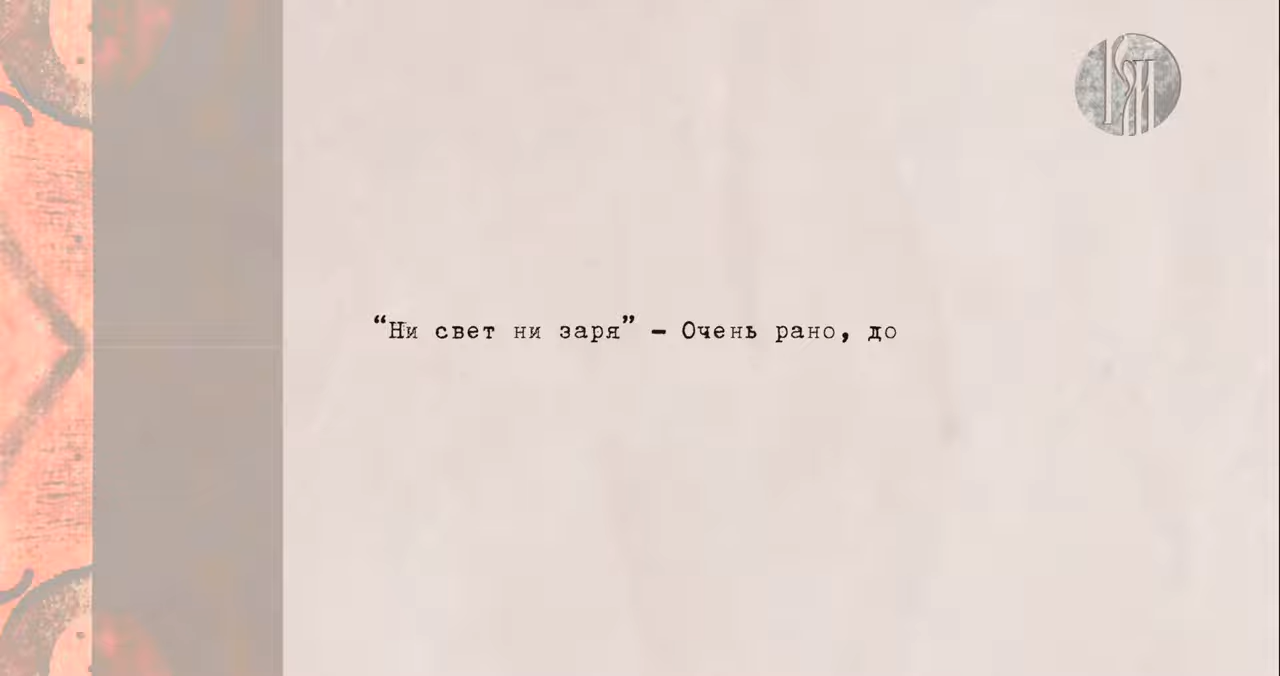 “Ни свет ни заря” – Очень рано, до